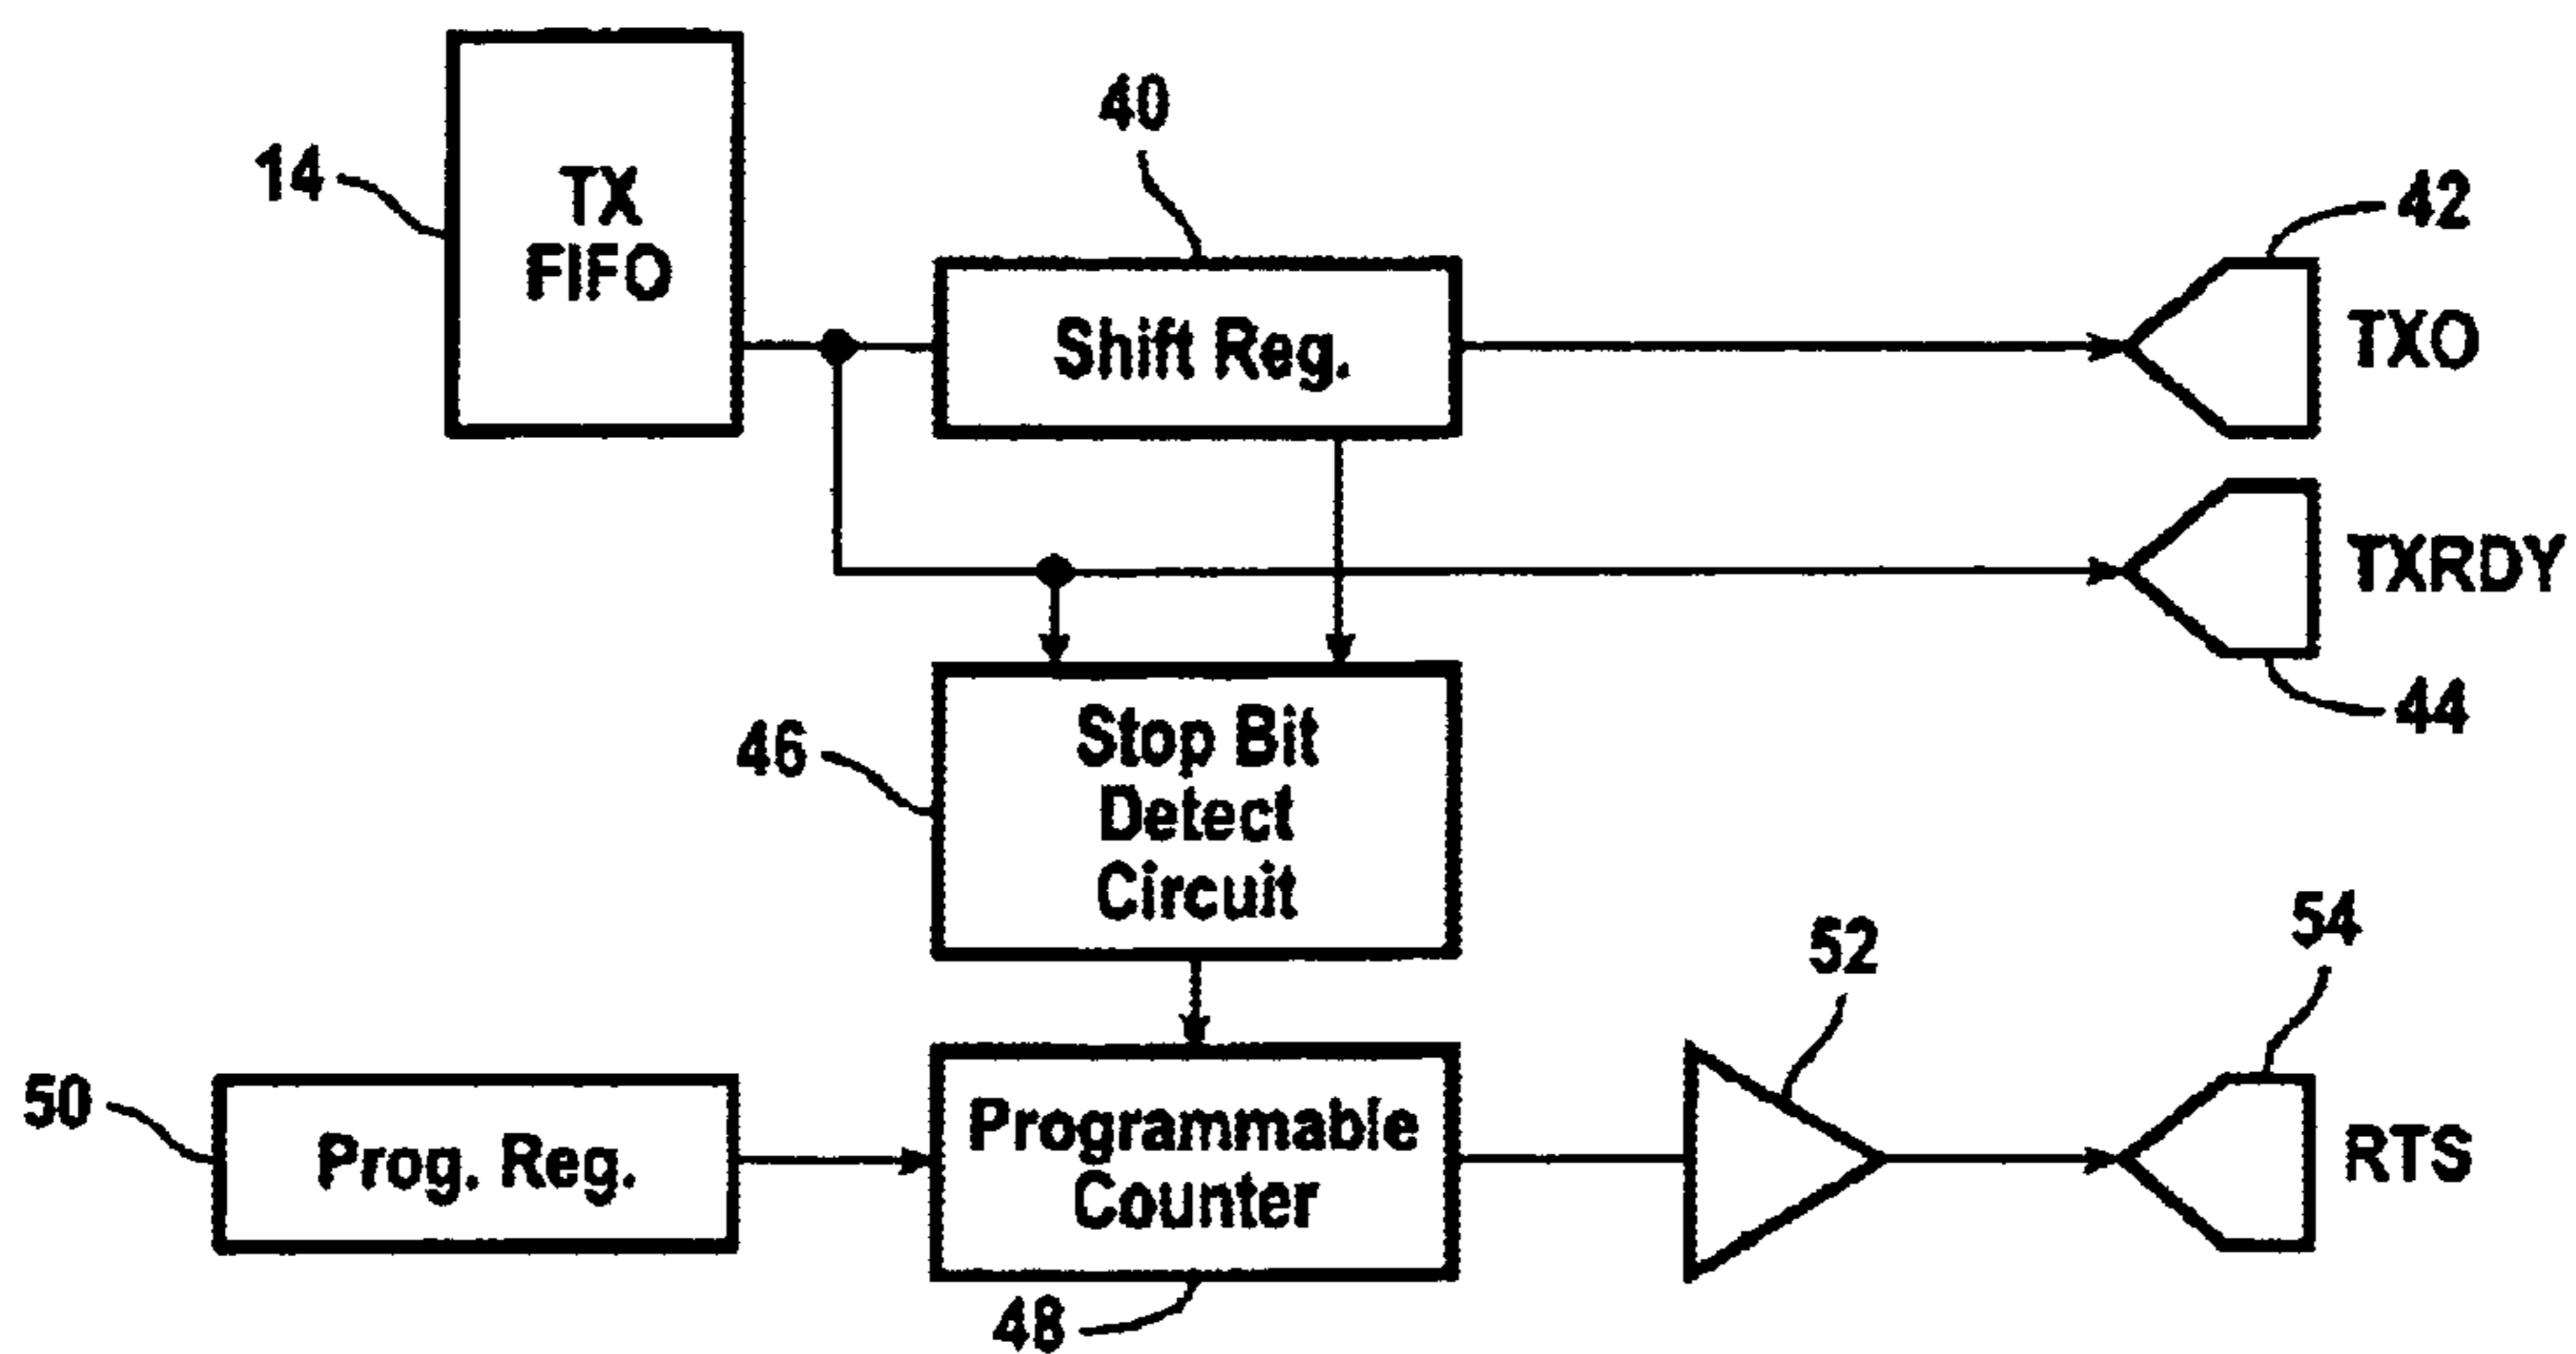 40
14
TX
FIFO
42
Shift Reg.
TXO
TXRDY
44
46
Stop Bit
Detect
Circuit
52
54
50
Prog. Reg.
Programmable
Counter
RTS
48